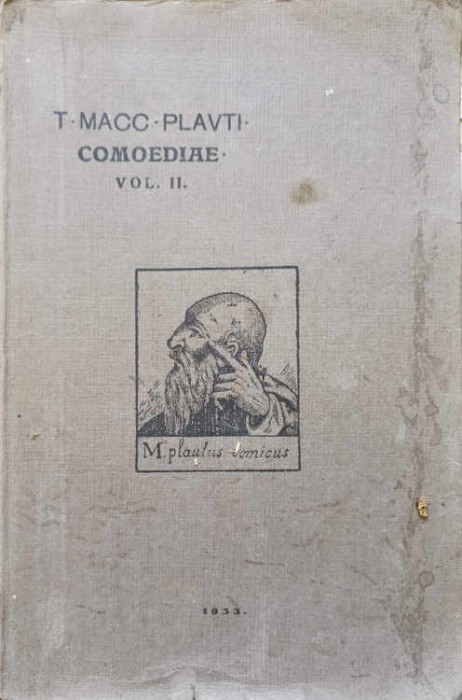 T·MACC·PLAVTI·
COMOEDIAE·
VOL. II.
M. plautus comicus
1933.